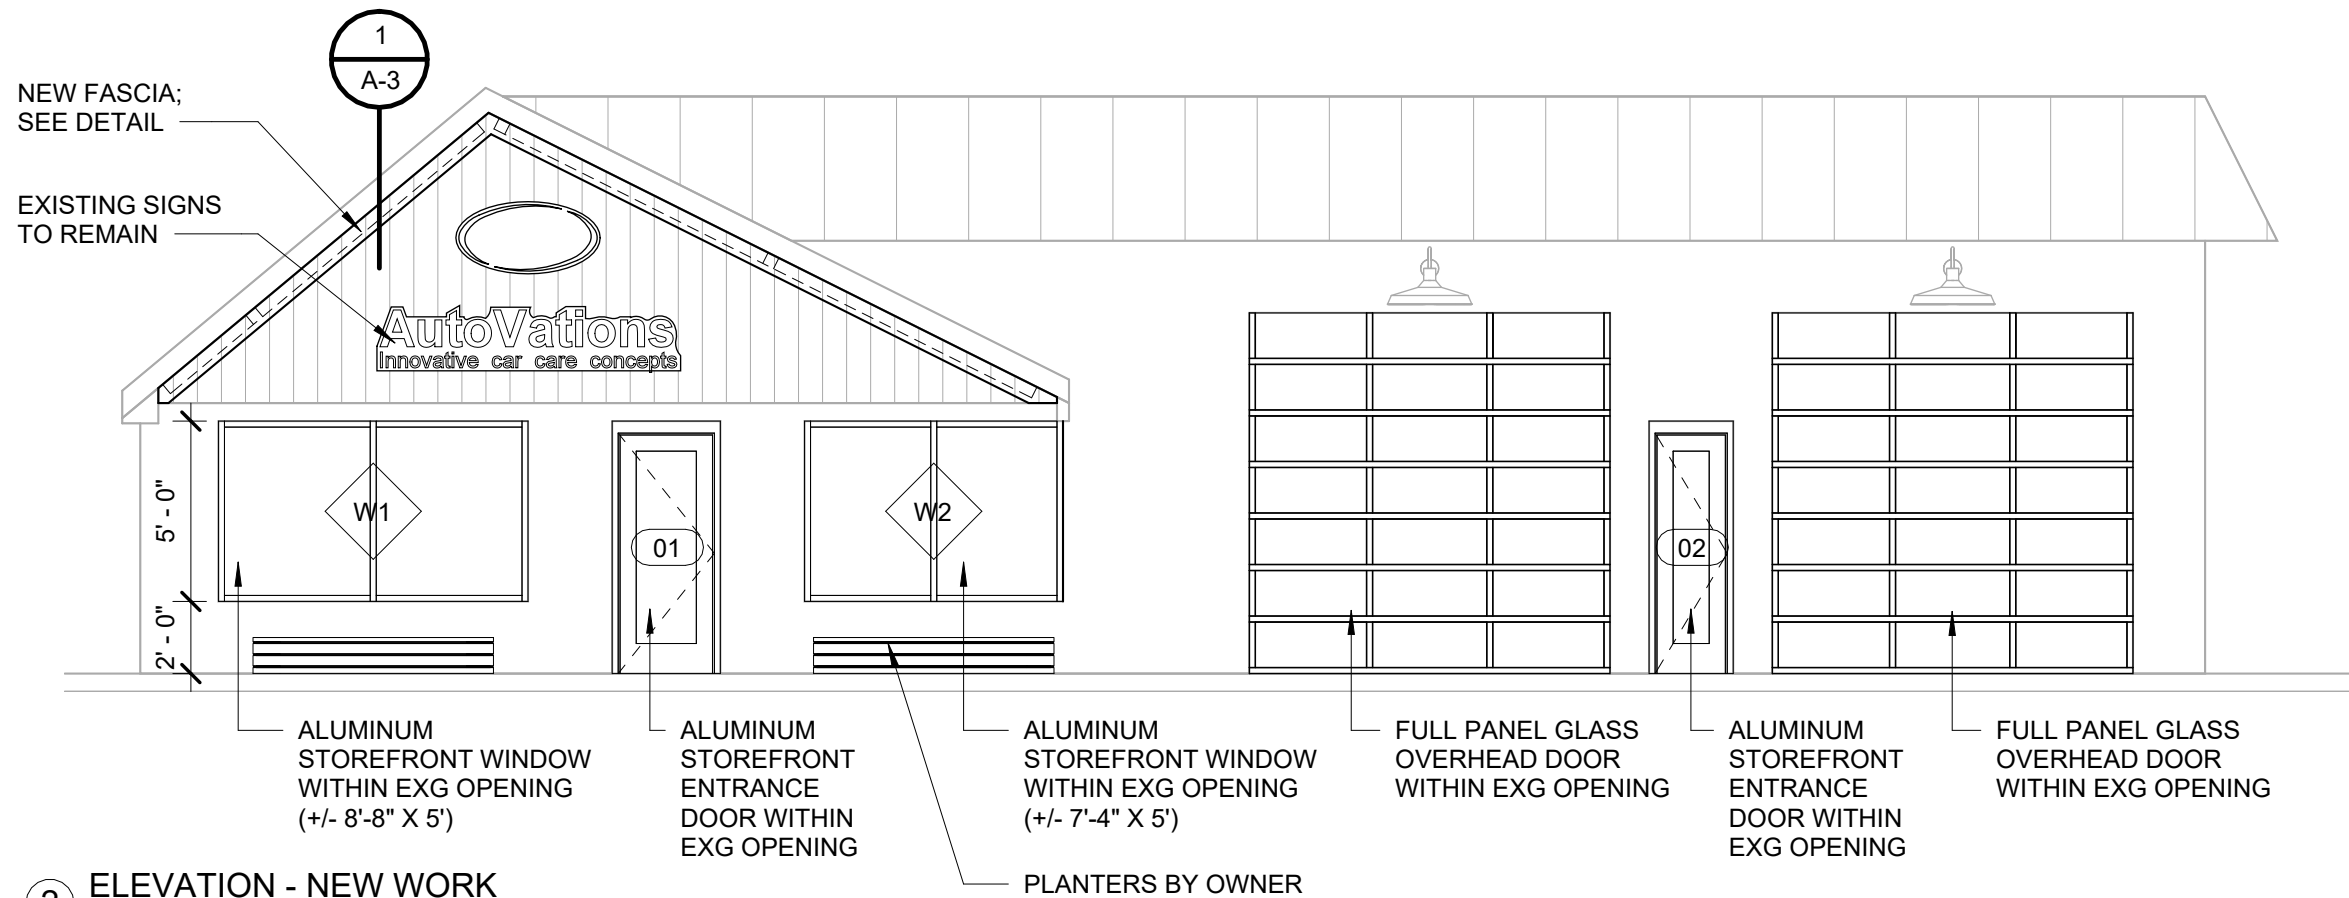 1
A-3
NEW FASCIA;
SEE DETAIL
EXISTING SIGNS
TO REMAIN
AutoVations
Innovative car care concepts
5' - 0"
2' - 0"
W1
01
W2
02
ALUMINUM
STOREFRONT WINDOW
WITHIN EXG OPENING
(+/- 8'-8" X 5')
ALUMINUM
STOREFRONT
ENTRANCE
DOOR WITHIN
EXG OPENING
ALUMINUM
STOREFRONT WINDOW
WITHIN EXG OPENING
(+/- 7'-4" X 5')
FULL PANEL GLASS
OVERHEAD DOOR
WITHIN EXG OPENING
ALUMINUM
STOREFRONT
ENTRANCE
DOOR WITHIN
EXG OPENING
FULL PANEL GLASS
OVERHEAD DOOR
WITHIN EXG OPENING
PLANTERS BY OWNER
ELEVATION - NEW WORK